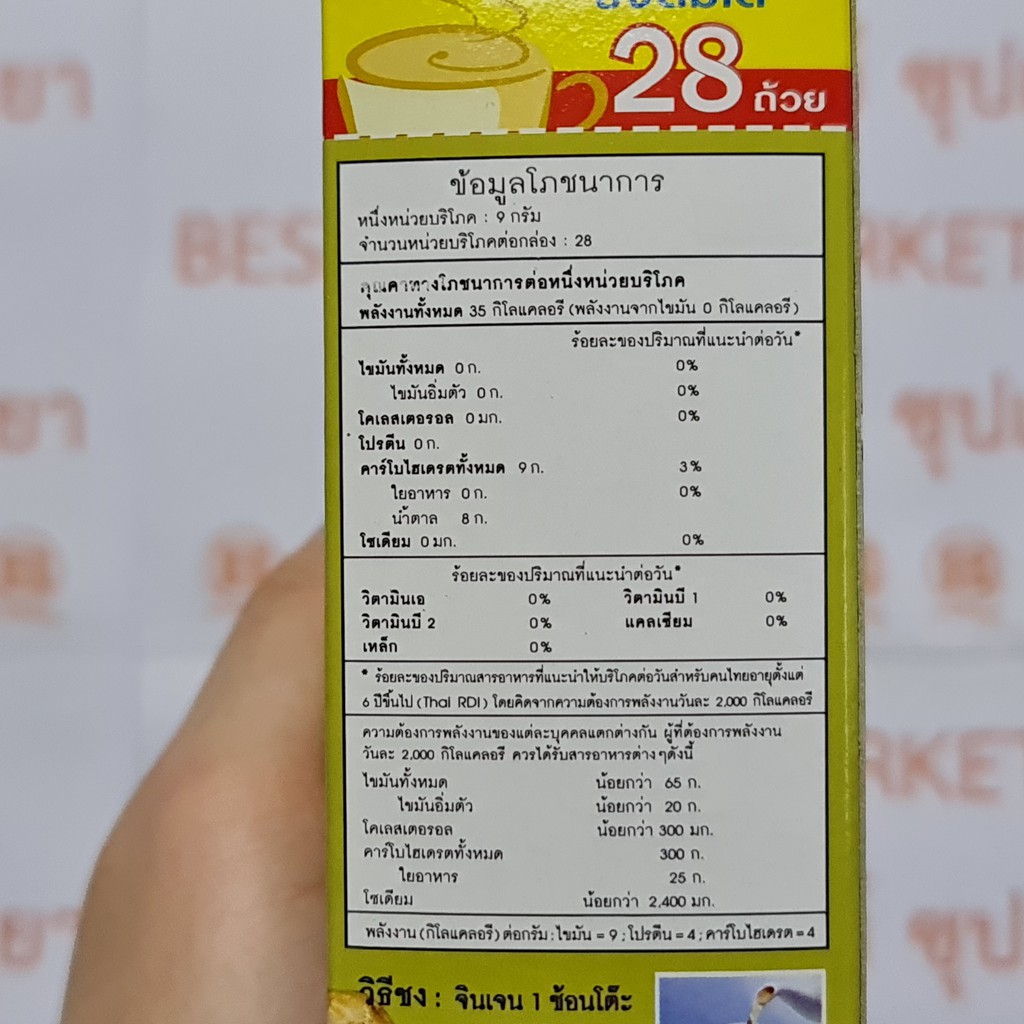 28 ถ้วย
ข้อมูลโภชนาการ
หนึ่งหน่วยบริโภค : 9 กรัม
จำนวนหน่วยบริโภคต่อกล่อง : 28
คุณค่าทางโภชนาการต่อหนึ่งหน่วยบริโภค
พลังงานทั้งหมด 35 กิโลแคลอรี (พลังงานจากไขมัน 0 กิโลแคลอรี)
ร้อยละของปริมาณที่แนะนำต่อวัน*
ไขมันทั้งหมด 0 ก. 0%
ไขมันอิ่มตัว 0 ก. 0%
โคเลสเตอรอล 0 มก. 0%
โปรตีน 0 ก.
คาร์โบไฮเดรตทั้งหมด 9 ก. 3%
ใยอาหาร 0 ก. 0%
น้ำตาล 8 ก.
โซเดียม 0 มก. 0%
ร้อยละของปริมาณที่แนะนำต่อวัน*
วิตามินเอ 0% วิตามินบี 1 0%
วิตามินบี 2 0% แคลเซียม 0%
เหล็ก 0%
* ร้อยละของปริมาณสารอาหารที่แนะนำให้บริโภคต่อวันสำหรับคนไทยอายุตั้งแต่
6 ปีขึ้นไป (Thai RDI) โดยคิดจากความต้องการพลังงานวันละ 2,000 กิโลแคลอรี
ความต้องการพลังงานของแต่ละบุคคลแตกต่างกัน ผู้ที่ต้องการพลังงาน
วันละ 2,000 กิโลแคลอรี ควรได้รับสารอาหารต่างๆดังนี้
ไขมันทั้งหมด น้อยกว่า 65 ก.
ไขมันอิ่มตัว น้อยกว่า 20 ก.
โคเลสเตอรอล น้อยกว่า 300 มก.
คาร์โบไฮเดรตทั้งหมด 300 ก.
ใยอาหาร 25 ก.
โซเดียม น้อยกว่า 2,400 มก.
พลังงาน (กิโลแคลอรี) ต่อกรัม : ไขมัน = 9 ; โปรตีน = 4 ; คาร์โบไฮเดรต = 4
วิธีชง : จินเจน 1 ช้อนโต๊ะ